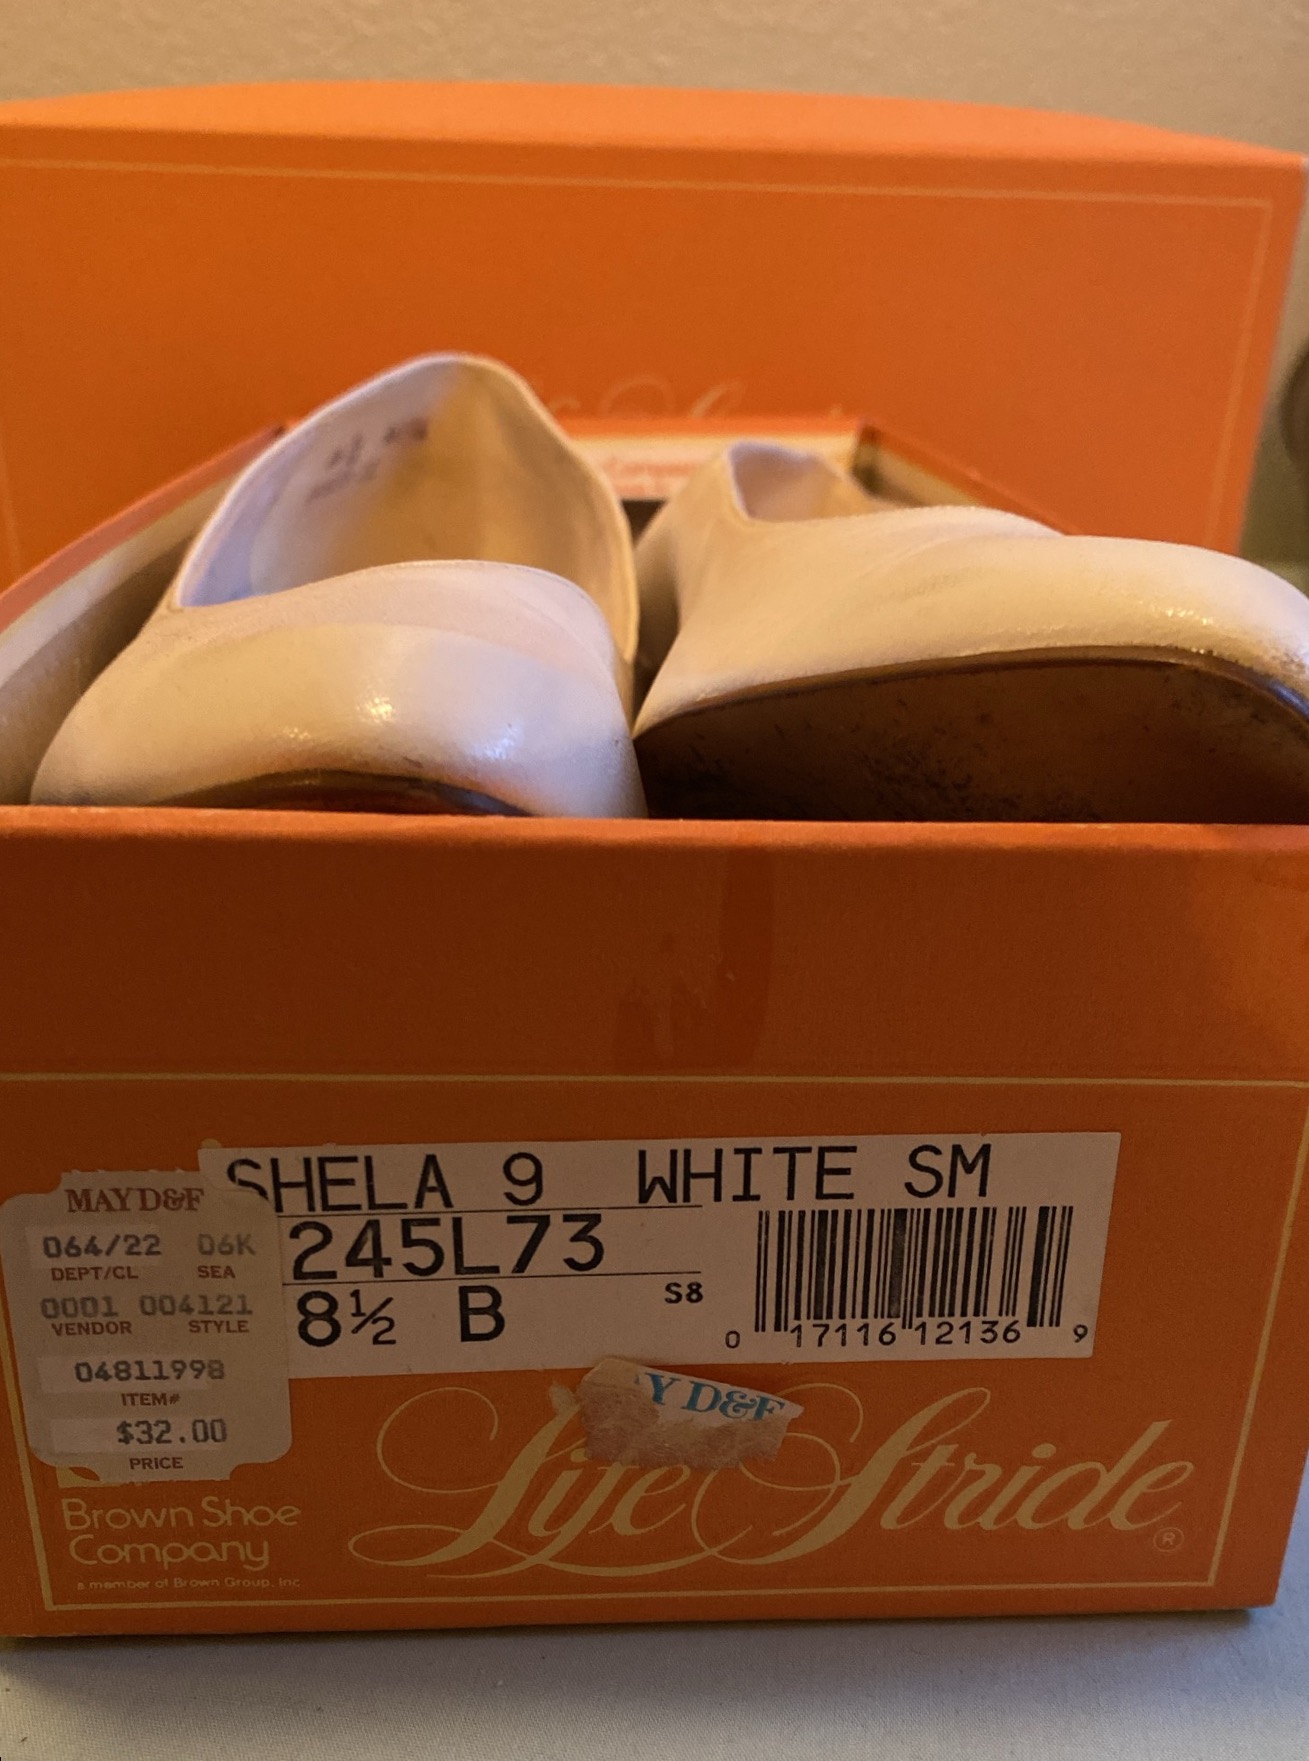 MAY D&F
064/22 06K
DEPT/CL SEA
0001 004121
VENDOR STYLE
04811998
ITEM#
$32.00
PRICE
SHELA 9 WHITE SM
245L73
8½ B S8
0 17116 12136 9
Y D&F
Life Stride ®
Brown Shoe
Company
a member of Brown Group, Inc.